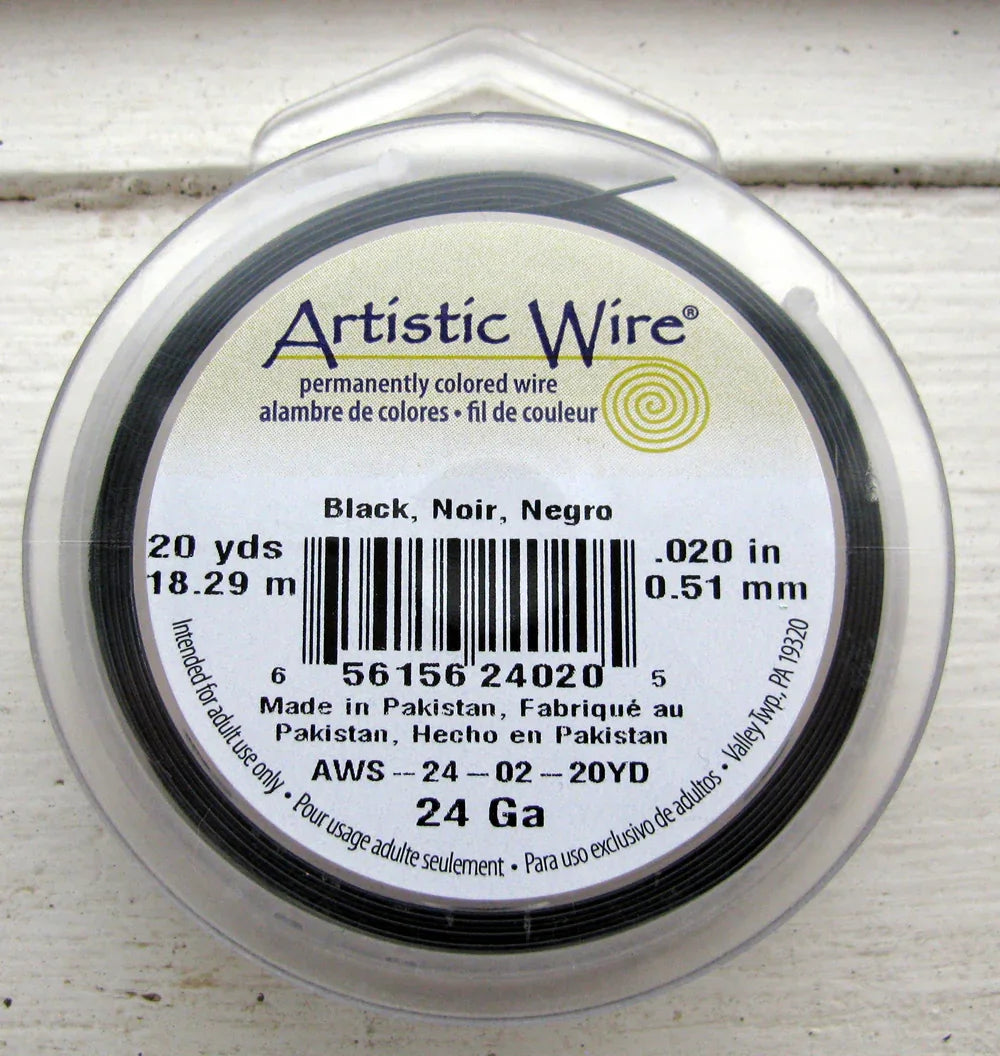 Artistic Wire®
permanently colored wire
alambre de colores • fil de couleur
Black, Noir, Negro
20 yds
18.29 m
.020 in
0.51 mm
6 56156 24020 5
Made in Pakistan, Fabriqué au
Pakistan, Hecho en Pakistan
AWS--24-02-20YD
24 Ga
Intended for adult use only • Pour usage adulte seulement • Para uso exclusivo de adultos • Valley Twp., PA 19320